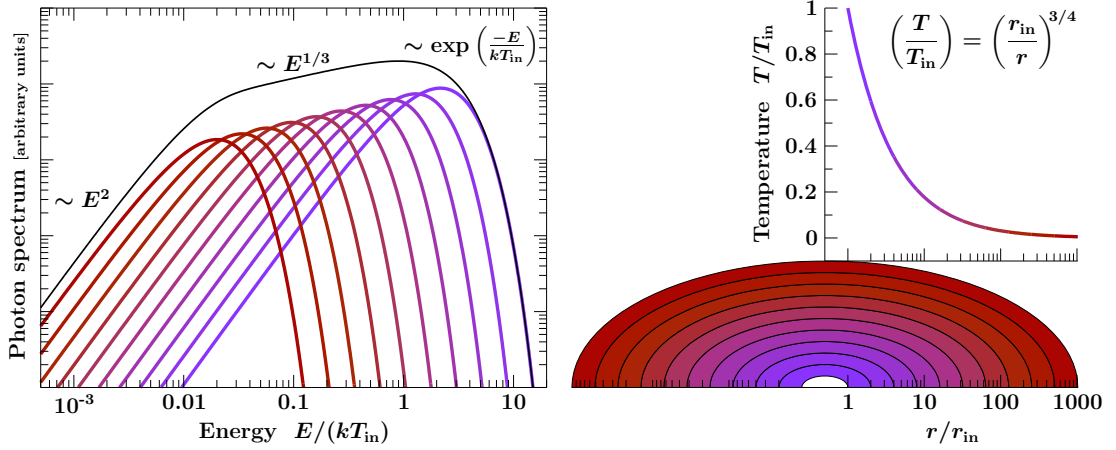 Photon spectrum [arbitrary units]
∼ E^2
∼ E^{1/3}
∼ exp(−E/kT_in)
10^{-3} 0.01 0.1 1 10
Energy E/(kT_in)
Temperature T/T_in
1
0.8
0.6
0.4
0.2
0
(T/T_in) = (r_in/r)^{3/4}
1 10 100 1000
r/r_in